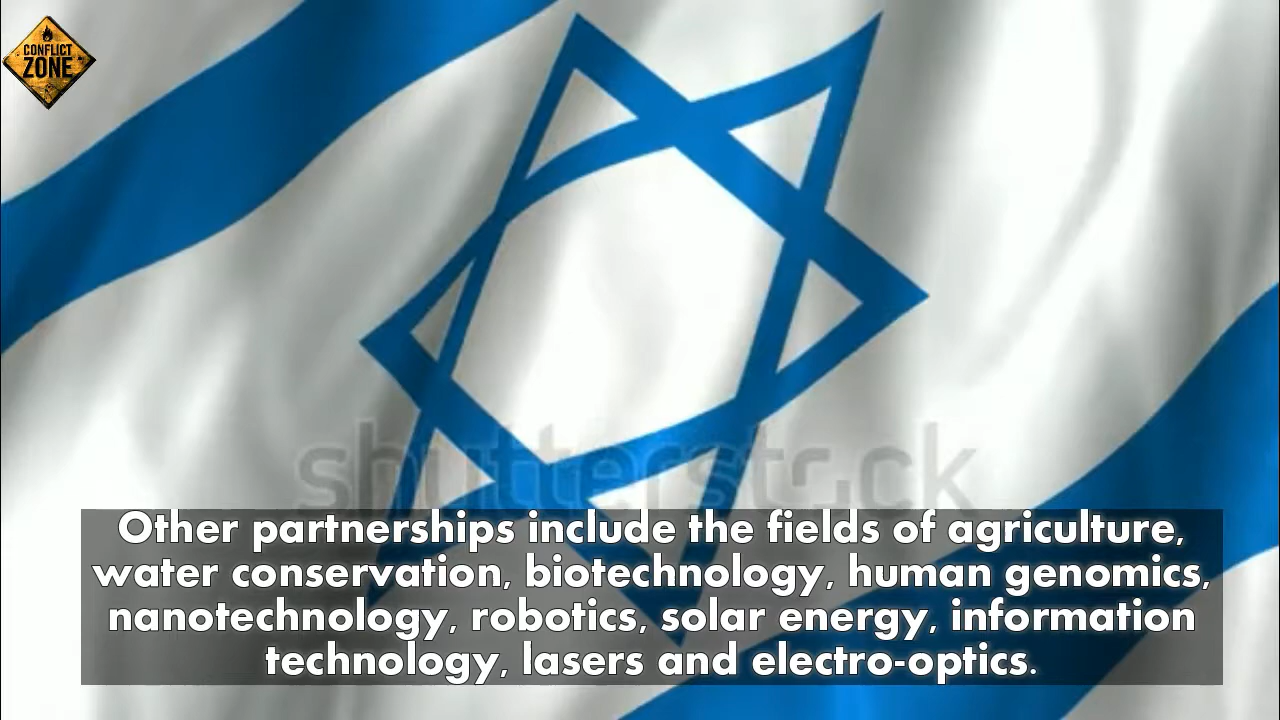 CONFLICT
ZONE
shutterstock
Other partnerships include the fields of agriculture,
water conservation, biotechnology, human genomics,
nanotechnology, robotics, solar energy, information
technology, lasers and electro-optics.